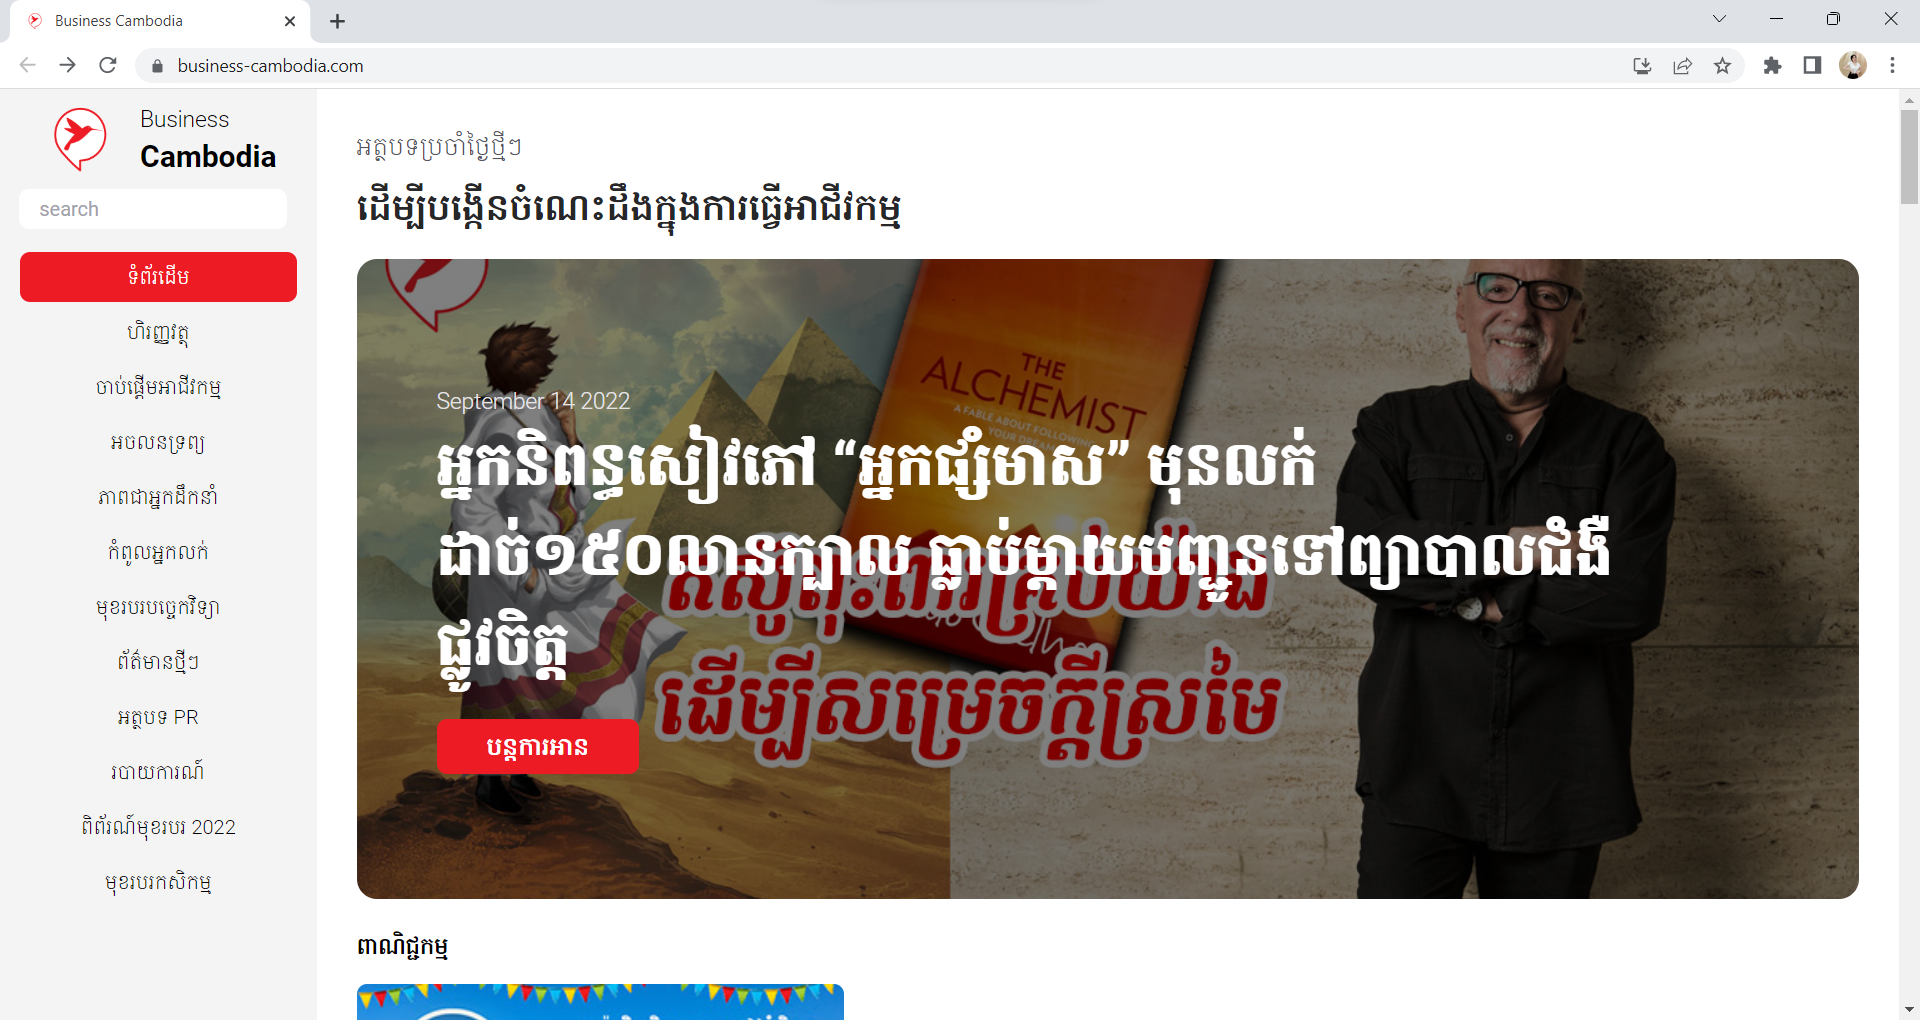 Business Cambodia
business-cambodia.com
Business
Cambodia
search
ទំព័រដើម
ហិរញ្ញវត្ថុ
ចាប់ផ្ដើមអាជីវកម្ម
អចលនទ្រព្យ
ភាពជាអ្នកដឹកនាំ
កំពូលអ្នកលក់
មុខរបរបច្ចេកវិទ្យា
ព័ត៌មានថ្មីៗ
អត្ថបទ PR
របាយការណ៍
ពិព័រណ៍មុខរបរ 2022
មុខរបរកសិកម្ម
អត្ថបទប្រចាំថ្ងៃថ្មីៗ
ដើម្បីបង្កើនចំណេះដឹងក្នុងការធ្វើអាជីវកម្ម
THE
ALCHEMIST
A FABLE ABOUT FOLLOWING
YOUR DREAM
September 14 2022
អ្នកនិពន្ធសៀវភៅ “អ្នកផ្សំមាស” មុនលក់
ដាច់១៥០លានក្បាល ធ្លាប់ម្ដាយបញ្ជូនទៅព្យាបាលជំងឺ
ផ្លូវចិត្ត
ដើម្បីសម្រេចក្ដីស្រមៃ
បន្តការអាន
ពាណិជ្ជកម្ម